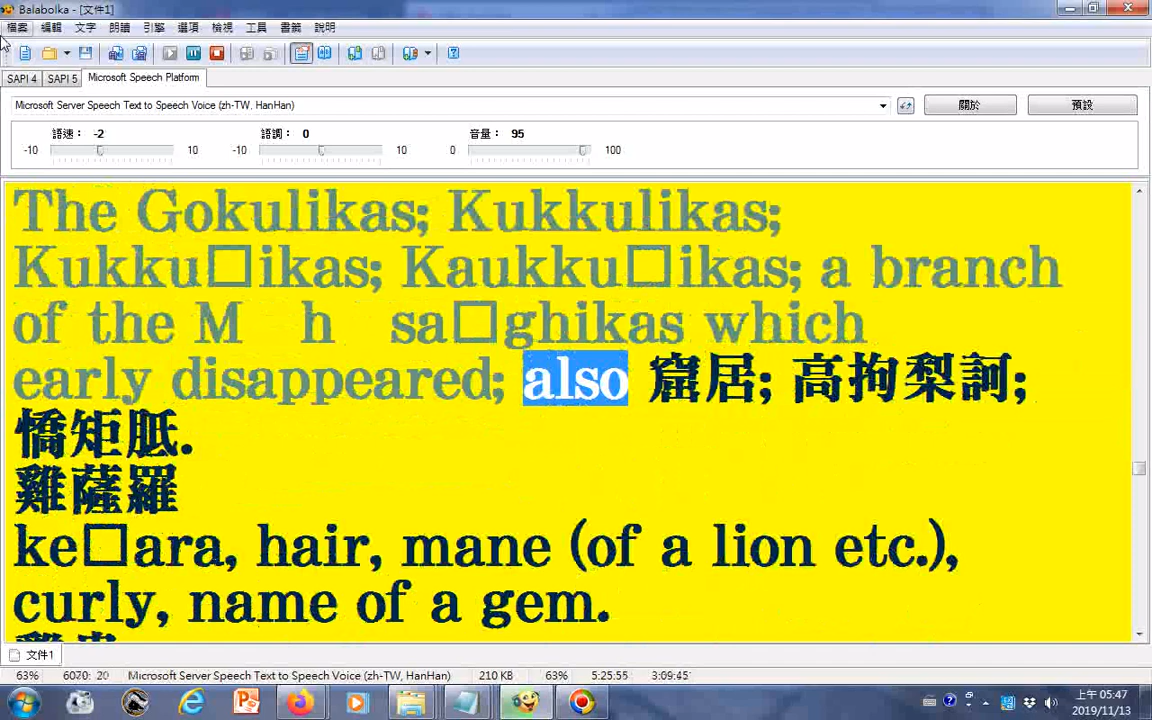 Balabolka - [文件1]
檔案 編輯 文字 朗讀 引擎 選項 檢視 工具 書籤 說明
SAPI 4 SAPI 5 Microsoft Speech Platform
Microsoft Server Speech Text to Speech Voice (zh-TW, HanHan) 關於 預設
語速： -2 語調： 0 音量： 95
-10 10 -10 10 0 100
The Gokulikas; Kukkulikas;
Kukku□ikas; Kaukku□ikas; a branch
of the M h sa□ghikas which
early disappeared; also 窟居; 高拘梨訶;
憍矩胝.
雞薩羅
ke□ara, hair, mane (of a lion etc.),
curly, name of a gem.
文件1
63% 6070: 20 Microsoft Server Speech Text to Speech Voice (zh-TW, HanHan) 210 KB 63% 5:25:55 3:09:45
上午 05:47
2019/11/13